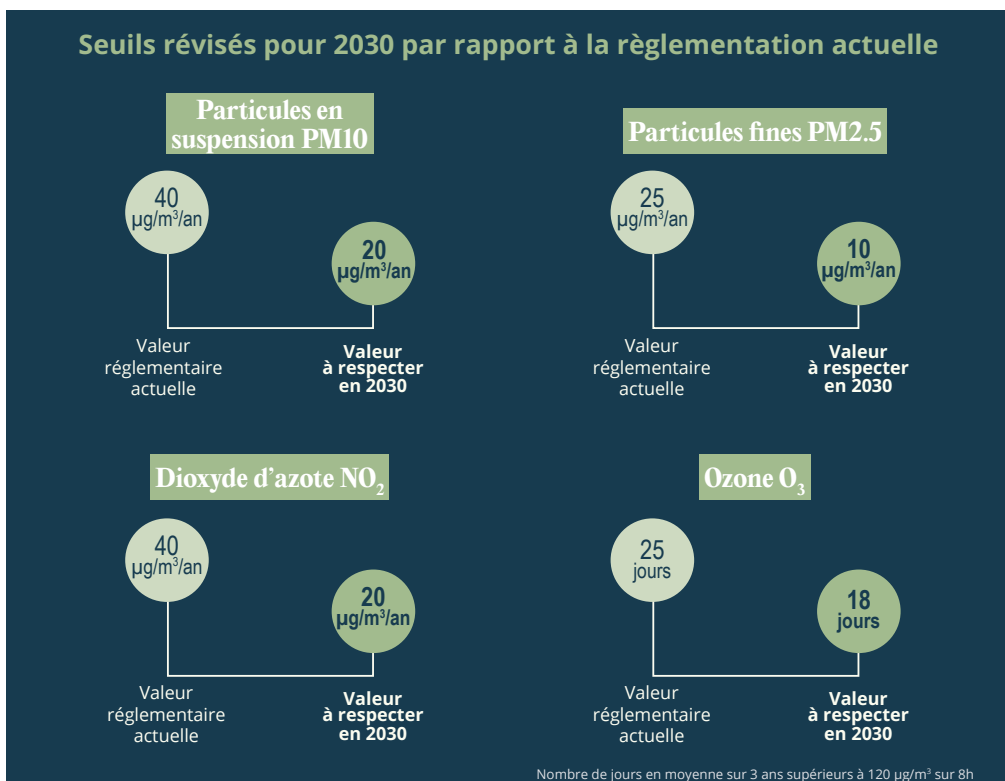 Seuils révisés pour 2030 par rapport à la règlementation actuelle
Particules en
suspension PM10
40
µg/m³/an
20
µg/m³/an
Valeur
réglementaire
actuelle
Valeur
à respecter
en 2030
Particules fines PM2.5
25
µg/m³/an
10
µg/m³/an
Valeur
réglementaire
actuelle
Valeur
à respecter
en 2030
Dioxyde d’azote NO₂
40
µg/m³/an
20
µg/m³/an
Valeur
réglementaire
actuelle
Valeur
à respecter
en 2030
Ozone O₃
25
jours
18
jours
Valeur
réglementaire
actuelle
Valeur
à respecter
en 2030
Nombre de jours en moyenne sur 3 ans supérieurs à 120 µg/m³ sur 8h